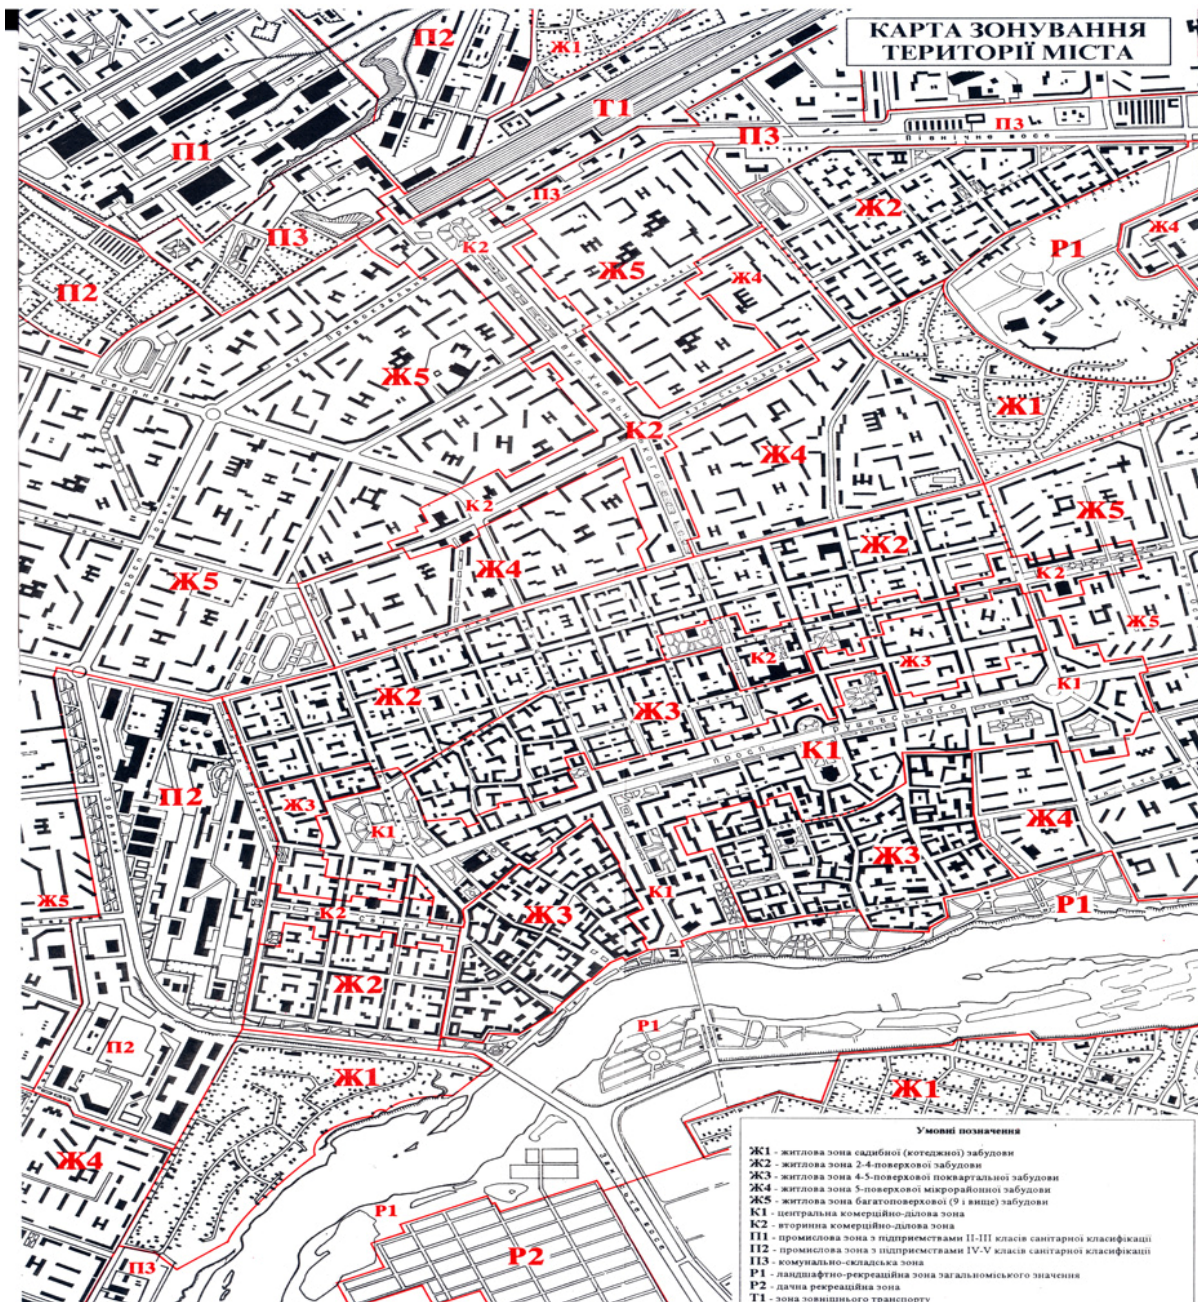 КАРТА ЗОНУВАННЯ
ТЕРИТОРІЇ МІСТА
П2
Ж1
Т1
П3
П3
П1
Ж2
П3
П3
К2
Р1
Ж4
Ж5
Ж4
П2
Ж5
Ж1
К2
Ж4
К2
Ж5
Ж2
Ж5
Ж4
К2
Ж5
К2
Ж3
К1
Ж2
Ж3
просп
К1
П2
Ж3
К1
Ж4
Ж3
Ж5
К2
Ж3
К1
Р1
Ж2
Р1
П2
Ж1
Ж1
Ж4
Р1
Р2
П3
Умовні позначення
Ж1 - житлова зона садибної (котеджної) забудови
Ж2 - житлова зона 2-4-поверхової забудови
Ж3 - житлова зона 4-5-поверхової поквартальної забудови
Ж4 - житлова зона 5-поверхової мікрорайонної забудови
Ж5 - житлова зона багатоповерхової (9 і вище) забудови
К1 - центральна комерційно-ділова зона
К2 - вторинна комерційно-ділова зона
П1 - промислова зона з підприємствами II-III класів санітарної класифікації
П2 - промислова зона з підприємствами IV-V класів санітарної класифікації
П3 - комунально-складська зона
Р1 - ландшафтно-рекреаційна зона загальноміського значення
Р2 - дачна рекреаційна зона
Т1 - зона зовнішнього транспорту